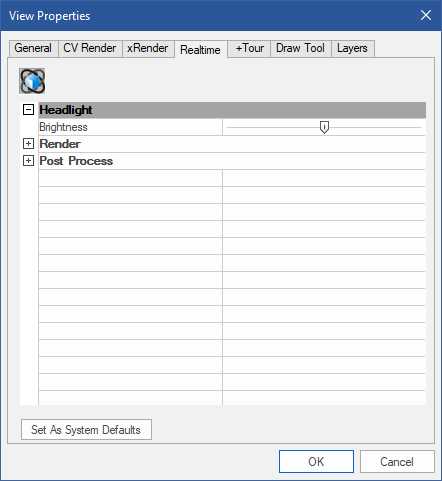 View Properties
General CV Render xRender Realtime +Tour Draw Tool Layers
Headlight
Brightness
Render
Post Process
Set As System Defaults
OK Cancel